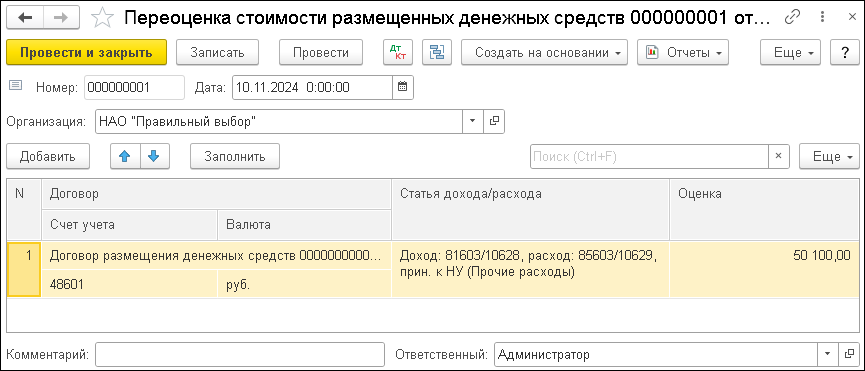 Переоценка стоимости размещенных денежных средств 000000001 от...
Провести и закрыть Записать Провести Дт Кт Создать на основании Отчеты Еще ?
Номер: 000000001 Дата: 10.11.2024 0:00:00
Организация: НАО "Правильный выбор"
Добавить Заполнить Поиск (Ctrl+F) × Еще
N Договор Статья дохода/расхода Оценка
Счет учета Валюта
1 Договор размещения денежных средств 0000000000... Доход: 81603/10628, расход: 85603/10629, 50 100,00
прин. к НУ (Прочие расходы)
48601 руб.
Комментарий: Ответственный: Администратор